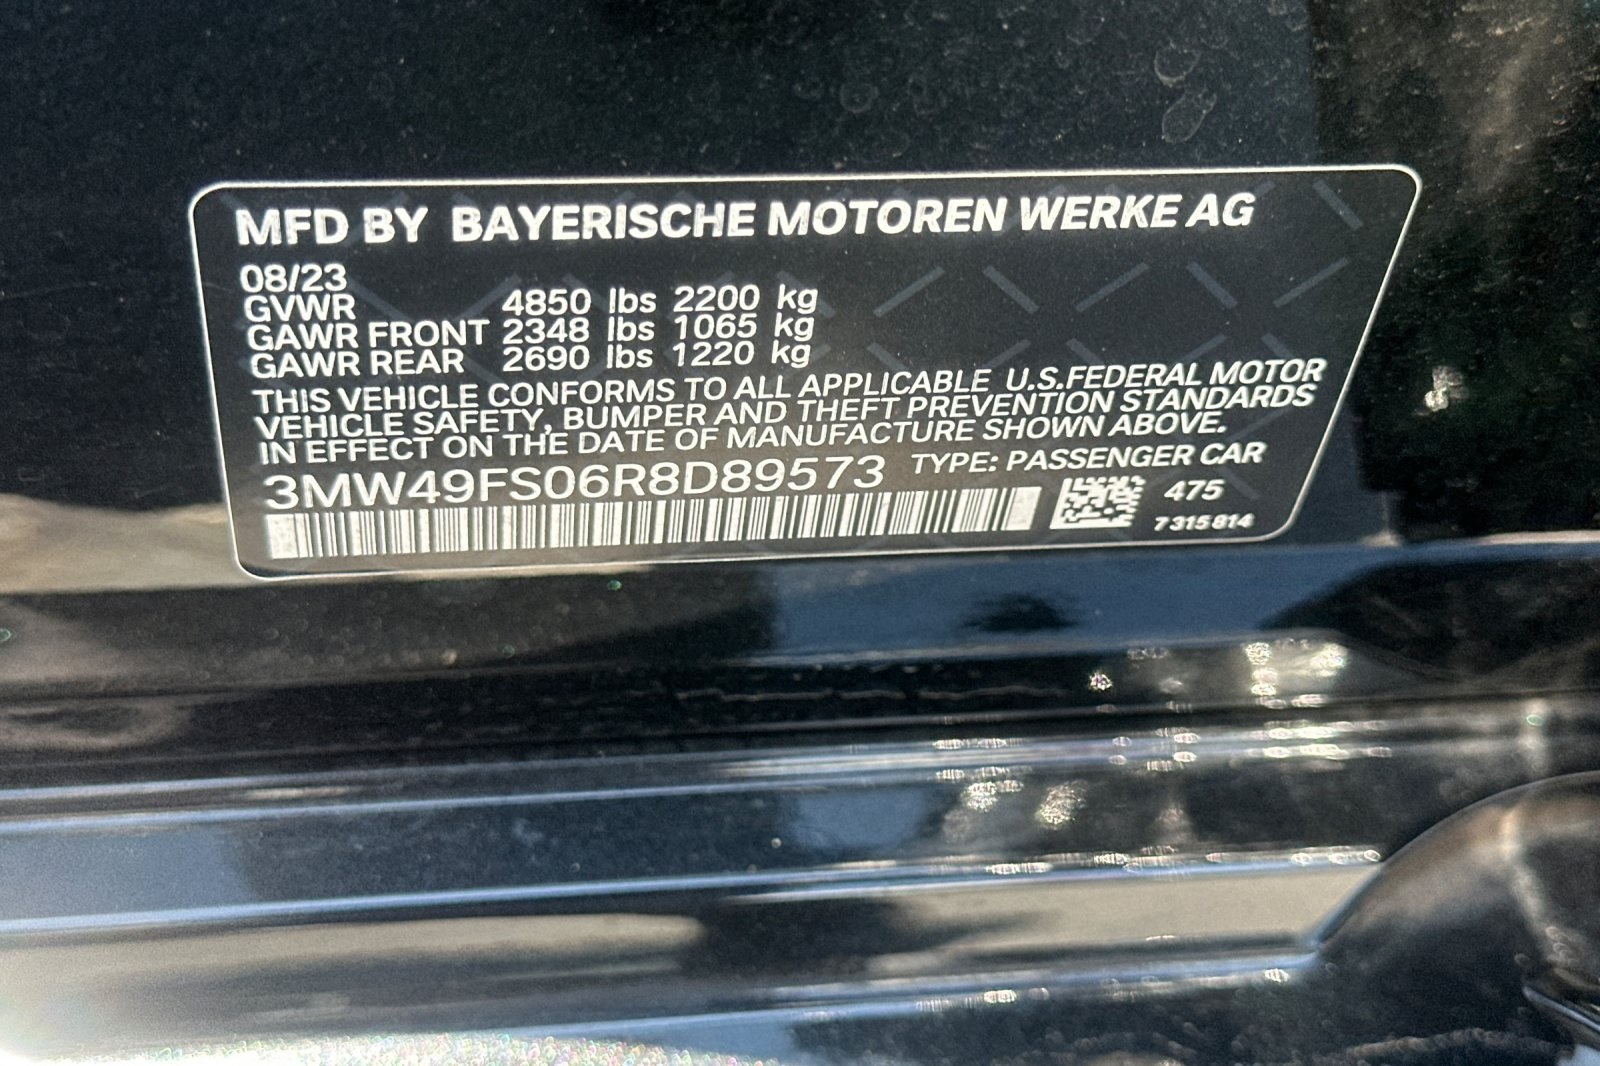 MFD BY BAYERISCHE MOTOREN WERKE AG
08/23
GVWR 4850 lbs 2200 kg
GAWR FRONT 2348 lbs 1065 kg
GAWR REAR 2690 lbs 1220 kg
THIS VEHICLE CONFORMS TO ALL APPLICABLE U.S.FEDERAL MOTOR
VEHICLE SAFETY, BUMPER AND THEFT PREVENTION STANDARDS
IN EFFECT ON THE DATE OF MANUFACTURE SHOWN ABOVE.
3MW49FS06R8D89573 TYPE: PASSENGER CAR
475
7 315 814